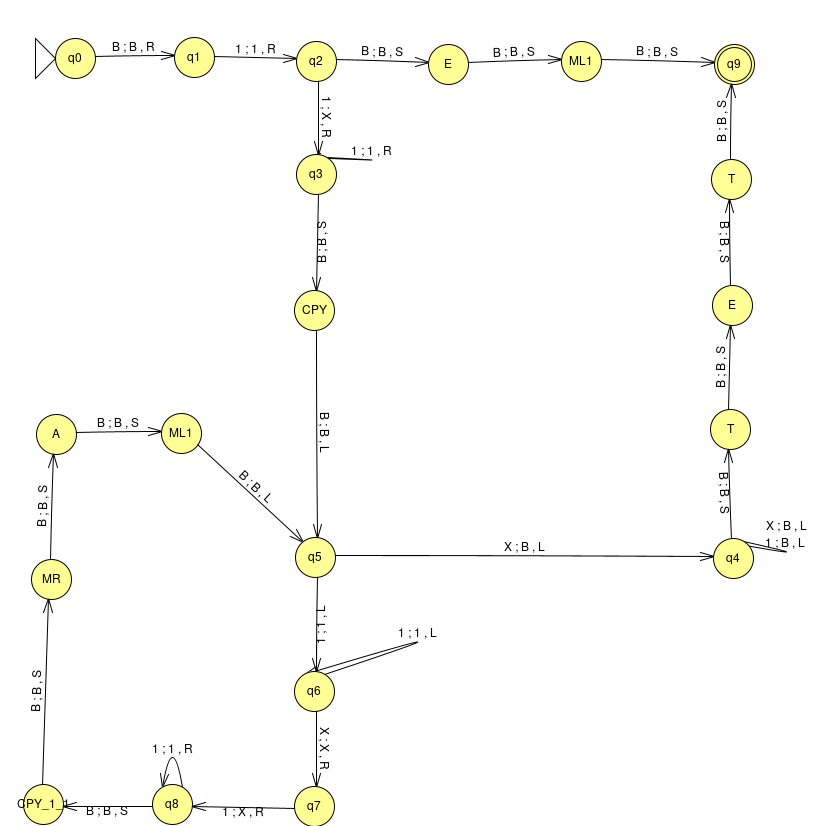 q0
B ; B , R
q1
1 ; 1 , R
q2
B ; B , S
E
B ; B , S
ML1
B ; B , S
q9
1 ; X , R
B ; B , S
q3
1 ; 1 , R
T
B ; B , S
B ; B , S
CPY
E
B ; B , S
B ; B , L
T
A
B ; B , S
ML1
B ; B , L
B ; B , S
B ; B , S
X ; B , L
1 ; B , L
q5
X ; B , L
q4
MR
1 ; 1 , L
1 ; 1 , L
B ; B , S
q6
X ; X , R
1 ; 1 , R
B ; B , S
q8
1 ; X , R
q7